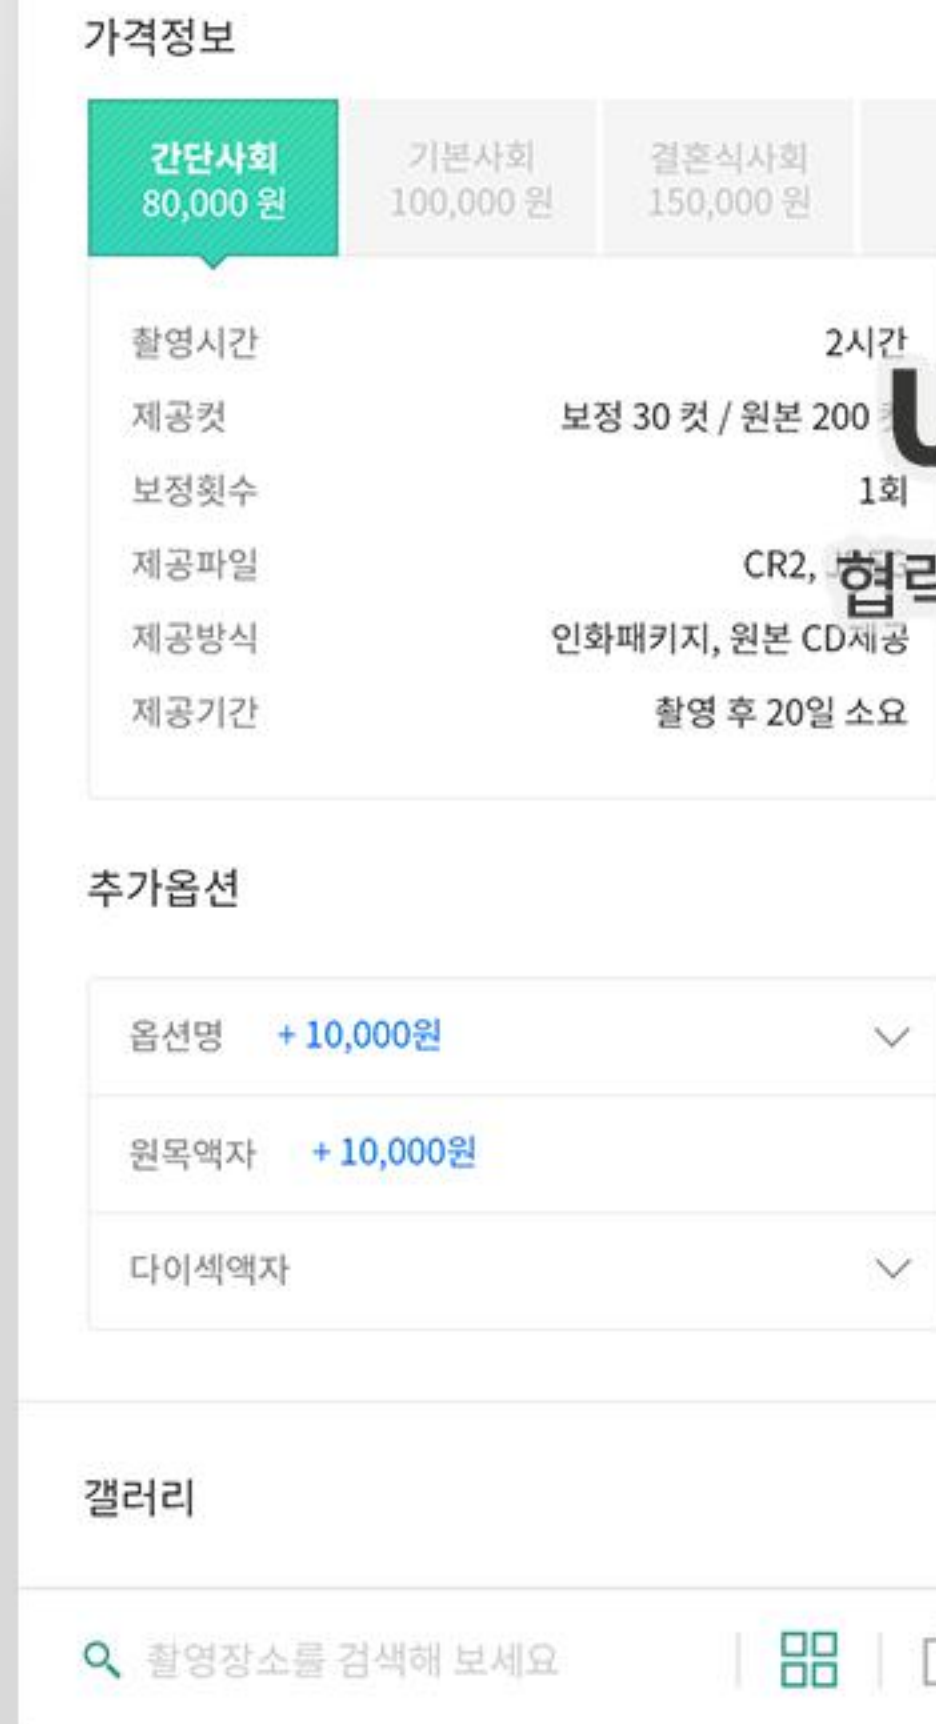 가격정보
간단사회 기본사회 결혼식사회
80,000 원 100,000 원 150,000 원
촬영시간 2시간
제공컷 보정 30 컷 / 원본 200
보정횟수 1회
제공파일 CR2,
제공방식 인화패키지, 원본 CD제공
제공기간 촬영 후 20일 소요
추가옵션
옵션명 + 10,000원
원목액자 + 10,000원
다이섹액자
갤러리
촬영장소를 검색해 보세요